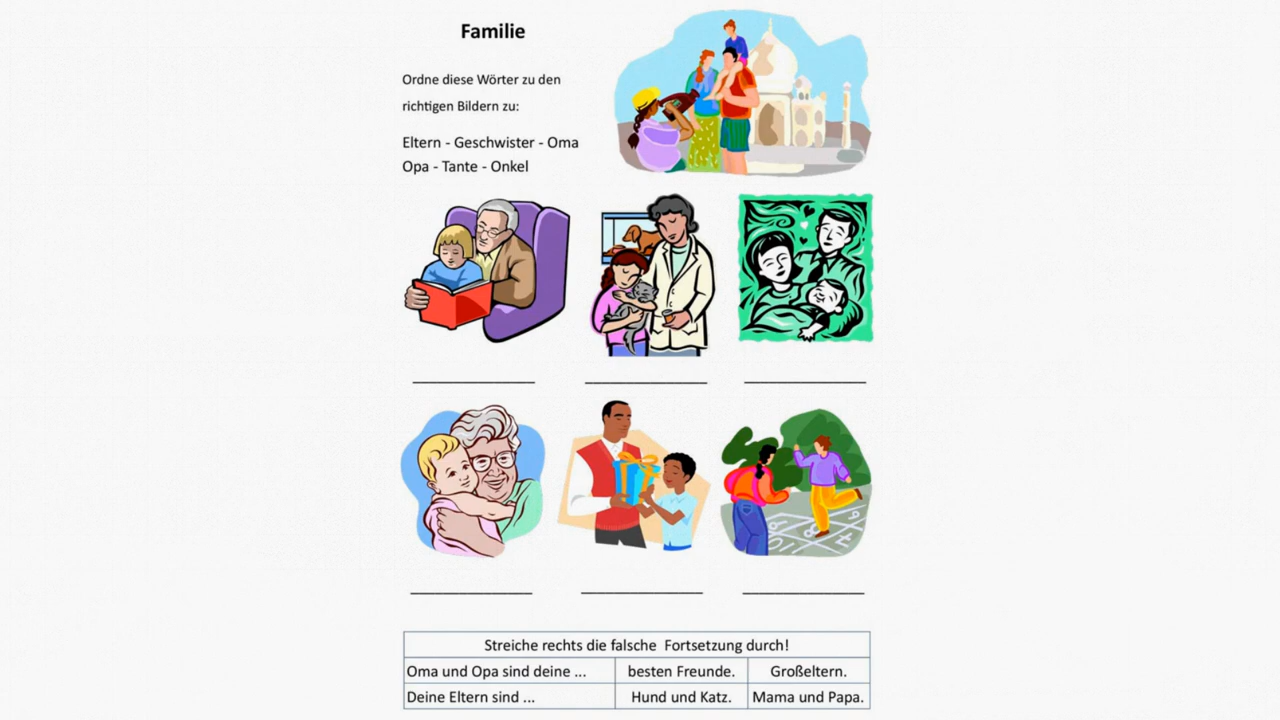 Familie
Ordne diese Wörter zu den
richtigen Bildern zu:
Eltern - Geschwister - Oma
Opa - Tante - Onkel
Streiche rechts die falsche Fortsetzung durch!
Oma und Opa sind deine ... besten Freunde. Großeltern.
Deine Eltern sind ... Hund und Katz. Mama und Papa.